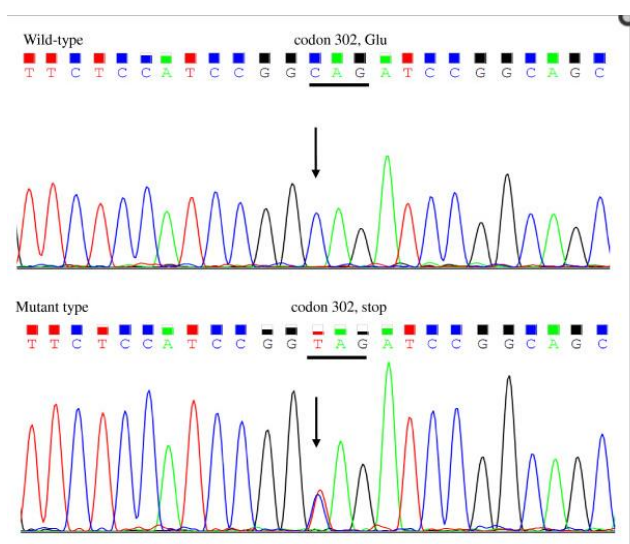 Wild-type codon 302, Glu
T T C T C C A T C C G G C A G A T C C G G C A G C
Mutant type codon 302, stop
T T C T C C A T C C G G T A G A T C C G G C A G C